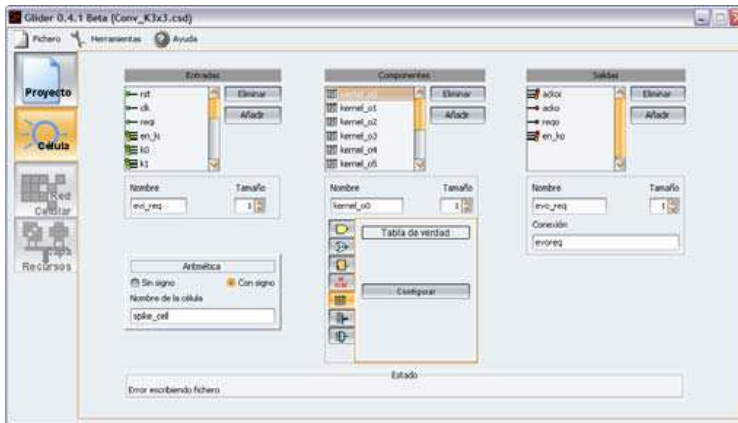 Glider 0.4.1 Beta (Conv_K3x3.csd)
Fichero Herramientas Ayuda
Proyecto
Célula
Red
Celular
Recursos
Entradas
rst
clk
reqi
en_ki
k0
k1
Eliminar
Añadir
Nombre Tamaño
evi_req 1
Aritmética
Sin signo Con signo
Nombre de la célula
spike_cell
Componentes
kernel_o0
kernel_o1
kernel_o2
kernel_o3
kernel_o4
kernel_o5
Eliminar
Añadir
Nombre Tamaño
kernel_o0 1
Tabla de verdad
Configurar
Salidas
ackoi
acko
reqo
en_ko
Eliminar
Añadir
Nombre Tamaño
evo_req 1
Conexión
evoreq
Estado
Error escribiendo fichero